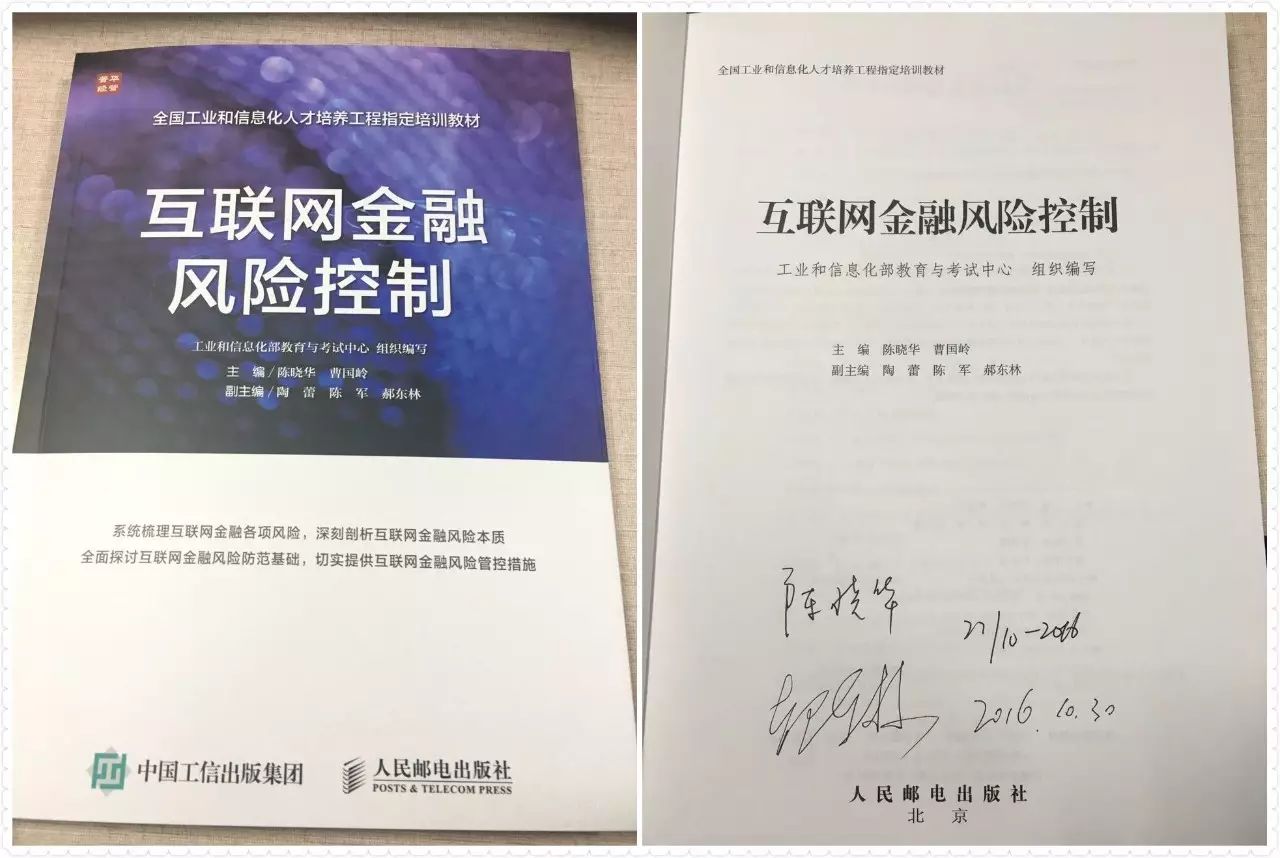 普华
经管
全国工业和信息化人才培养工程指定培训教材
互联网金融
风险控制
工业和信息化部教育与考试中心 组织编写
主 编/陈晓华 曹国岭
副主编/陶 蕾 陈 军 郝东林
系统梳理互联网金融各项风险，深刻剖析互联网金融风险本质
全面探讨互联网金融风险防范基础，切实提供互联网金融风险管控措施
中国工信出版集团
人民邮电出版社
POSTS & TELECOM PRESS
全国工业和信息化人才培养工程指定培训教材
互联网金融风险控制
工业和信息化部教育与考试中心 组织编写
主 编 陈晓华 曹国岭
副主编 陶 蕾 陈 军 郝东林
陈晓华
/10-2016
2016.10.30
人民邮电出版社
北 京